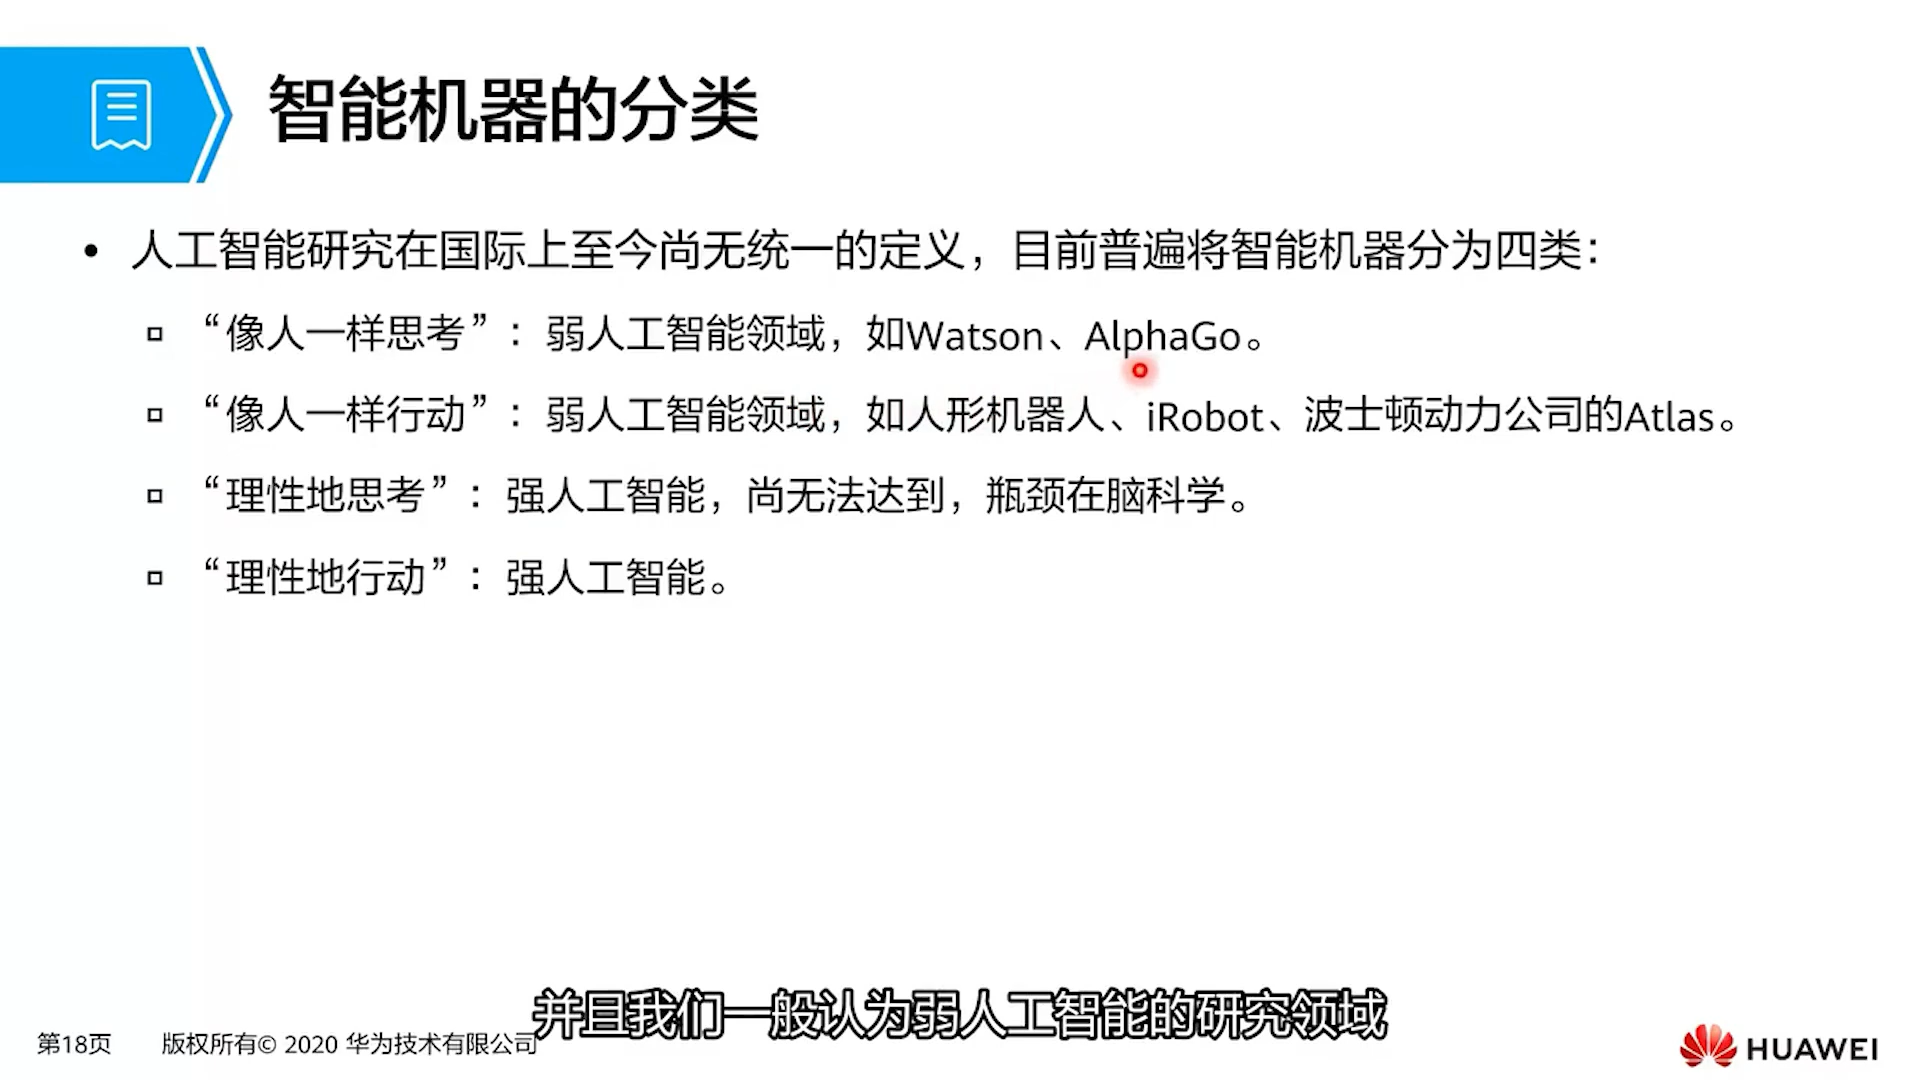 智能机器的分类
• 人工智能研究在国际上至今尚无统一的定义，目前普遍将智能机器分为四类：
▫ “像人一样思考”：弱人工智能领域，如Watson、AlphaGo。
▫ “像人一样行动”：弱人工智能领域，如人形机器人、iRobot、波士顿动力公司的Atlas。
▫ “理性地思考”：强人工智能，尚无法达到，瓶颈在脑科学。
▫ “理性地行动”：强人工智能。
并且我们一般认为弱人工智能的研究领域
第18页 版权所有© 2020 华为技术有限公司
HUAWEI